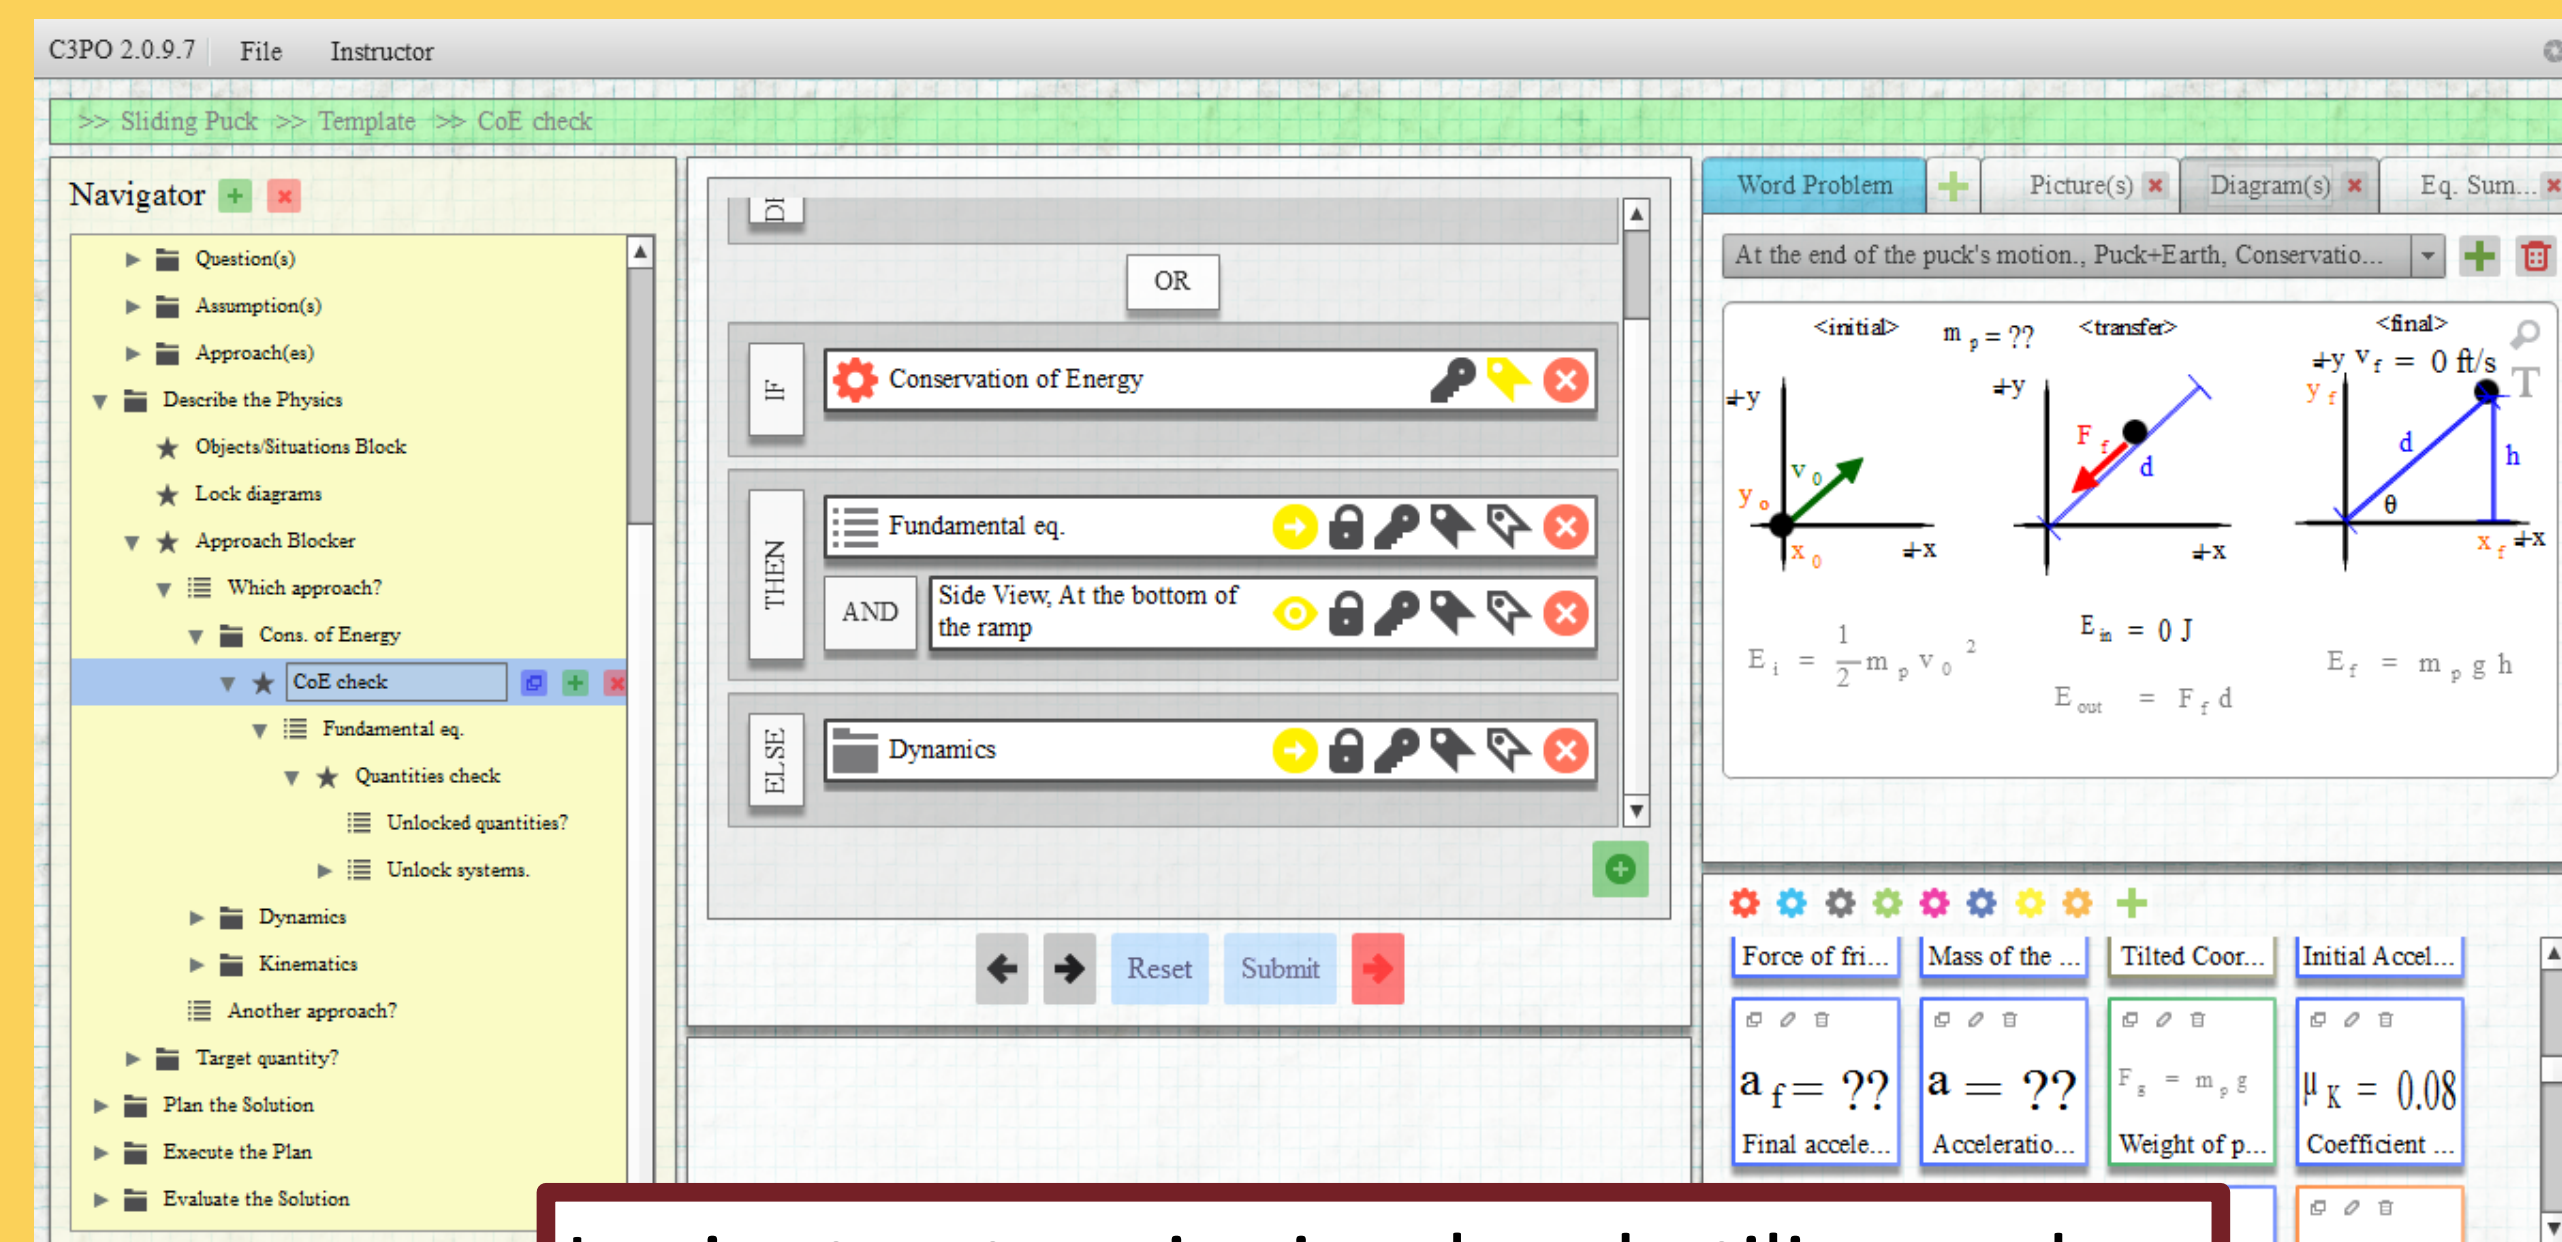 C3PO 2.0.9.7 File Instructor
>> Sliding Puck >> Template >> CoE check
Navigator
Question(s)
Assumption(s)
Approach(es)
Describe the Physics
Objects/Situations Block
Lock diagrams
Approach Blocker
Which approach?
Cons. of Energy
CoE check
Fundamental eq.
Quantities check
Unlocked quantities?
Unlock systems.
Dynamics
Kinematics
Another approach?
Target quantity?
Plan the Solution
Execute the Plan
Evaluate the Solution
OR
IF
Conservation of Energy
THEN
Fundamental eq.
AND
Side View, At the bottom of
the ramp
ELSE
Dynamics
Reset Submit
Word Problem Picture(s) Diagram(s) Eq. Sum...
At the end of the puck's motion., Puck+Earth, Conservatio...
<initial> m p = ?? <transfer> <final>
+y v f = 0 ft/s
T
+y +y y f
F f d d h
v 0
y o θ
x 0 +x +x x f +x
E i = 1/2 m p v 0 2
E in = 0 J
E out = F f d
E f = m p g h
Force of fri... Mass of the ... Tilted Coor... Initial Accel...
a f = ?? a = ?? F g = m p g μ K = 0.08
Final accele... Acceleratio... Weight of p... Coefficient ...